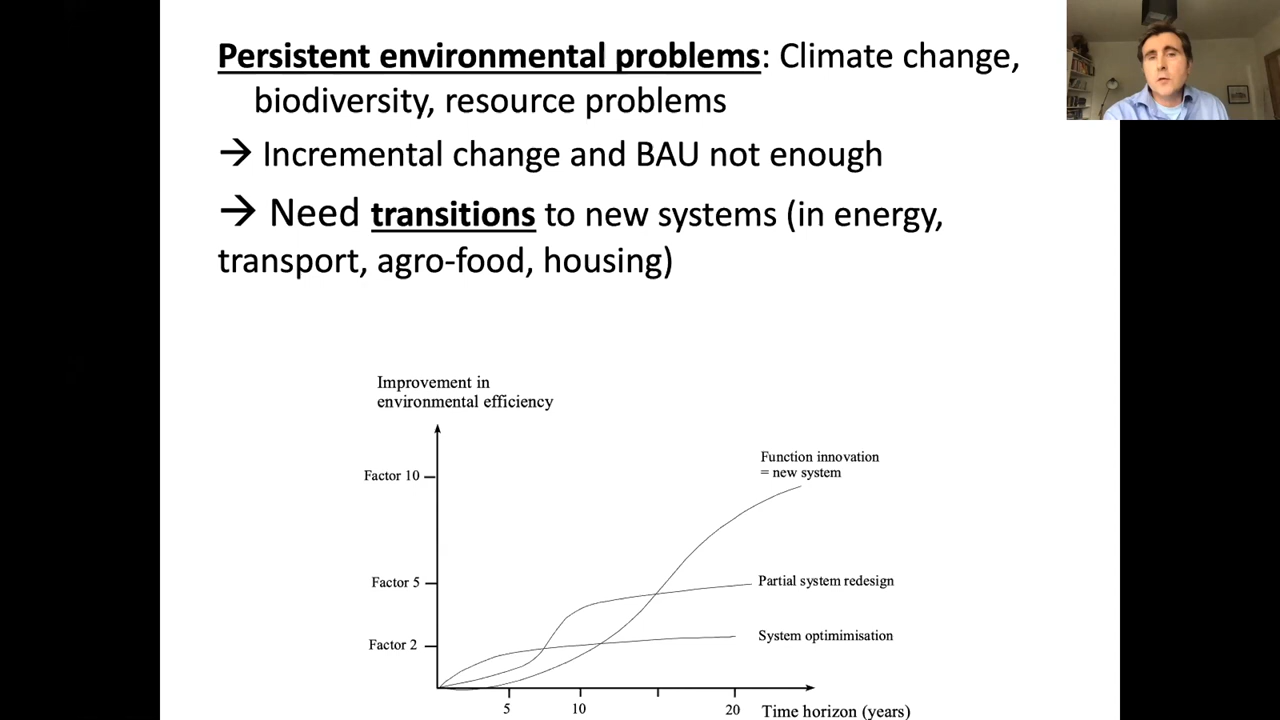 Persistent environmental problems: Climate change,
biodiversity, resource problems
→ Incremental change and BAU not enough
→ Need transitions to new systems (in energy,
transport, agro-food, housing)
Improvement in
environmental efficiency
Factor 10
Factor 5
Factor 2
Function innovation
= new system
Partial system redesign
System optimimisation
5
10
20
Time horizon (years)